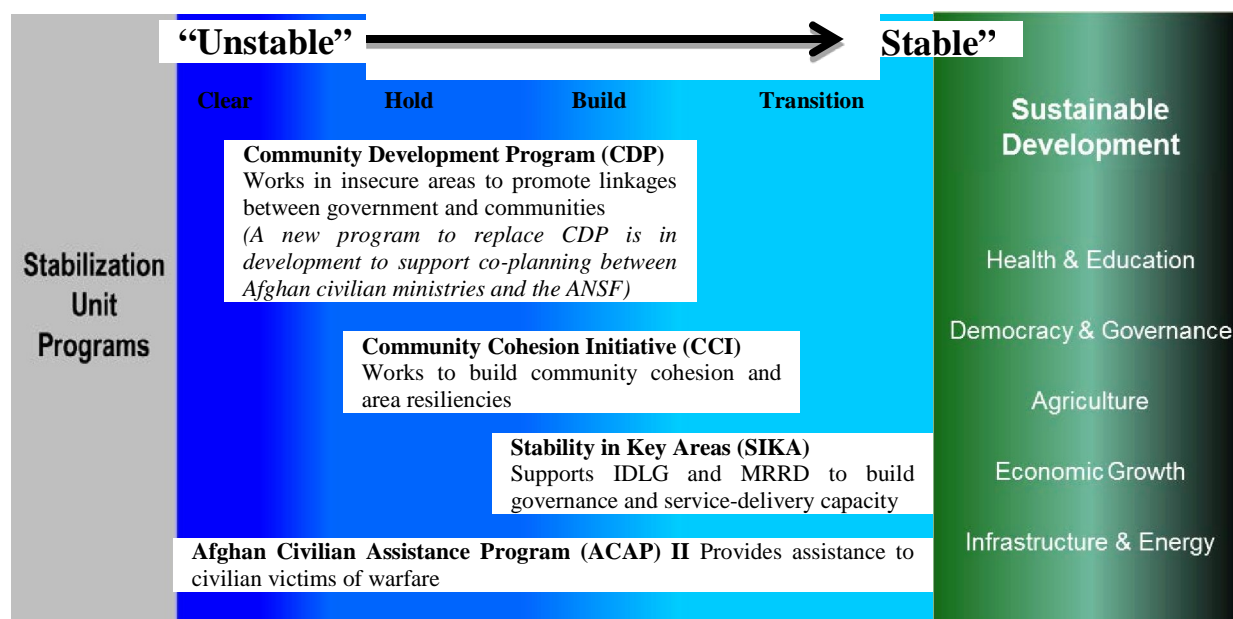 “Unstable”
Stable”
Clear
Hold
Build
Transition
Sustainable
Development
Community Development Program (CDP)
Works in insecure areas to promote linkages
between government and communities
(A new program to replace CDP is in
development to support co-planning between
Afghan civilian ministries and the ANSF)
Stabilization
Unit
Programs
Health & Education
Democracy & Governance
Agriculture
Economic Growth
Infrastructure & Energy
Community Cohesion Initiative (CCI)
Works to build community cohesion and
area resiliencies
Stability in Key Areas (SIKA)
Supports IDLG and MRRD to build
governance and service-delivery capacity
Afghan Civilian Assistance Program (ACAP) II Provides assistance to
civilian victims of warfare